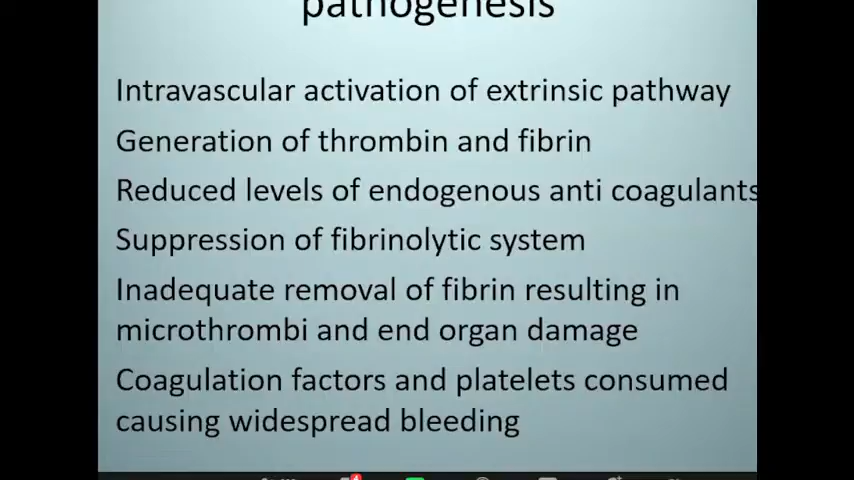 pathogenesis
Intravascular activation of extrinsic pathway
Generation of thrombin and fibrin
Reduced levels of endogenous anti coagulants
Suppression of fibrinolytic system
Inadequate removal of fibrin resulting in
microthrombi and end organ damage
Coagulation factors and platelets consumed
causing widespread bleeding